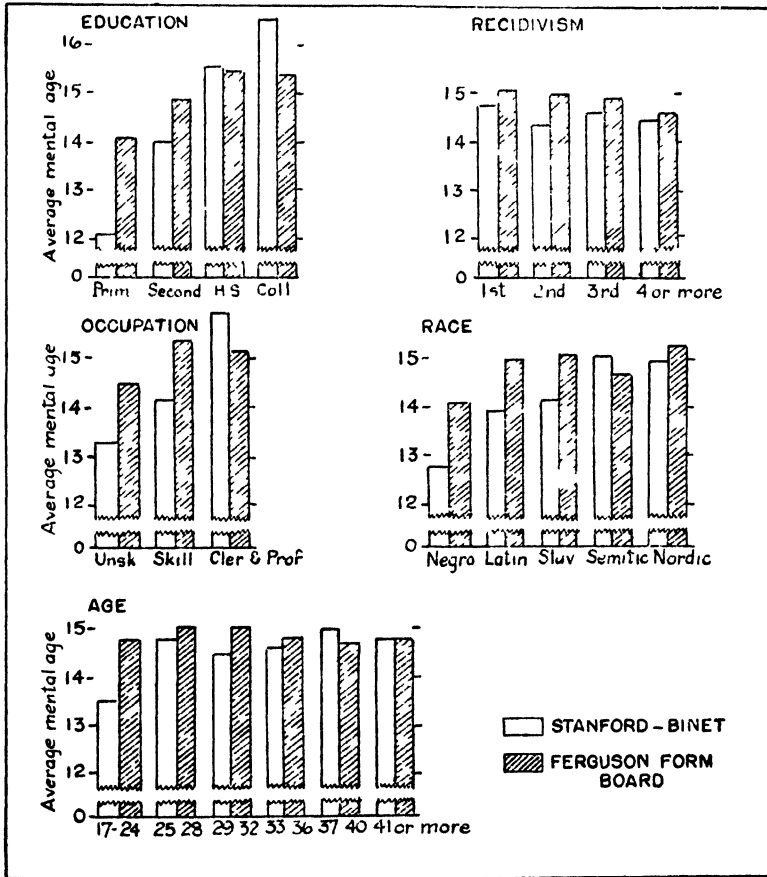 EDUCATION
Average mental age
16
15
14
13
12
0
Prim Second HS Coll
RECIDIVISM
15
14
13
12
0
1st 2nd 3rd 4 or more
OCCUPATION
Average mental age
15
14
13
12
0
Unsk Skill Cler & Prof
RACE
15
14
13
12
0
Negro Latin Slav Semitic Nordic
AGE
Average mental age
15
14
13
12
0
17-24 25 28 29 32 33 36 37 40 41 or more
STANFORD-BINET
FERGUSON FORM
BOARD